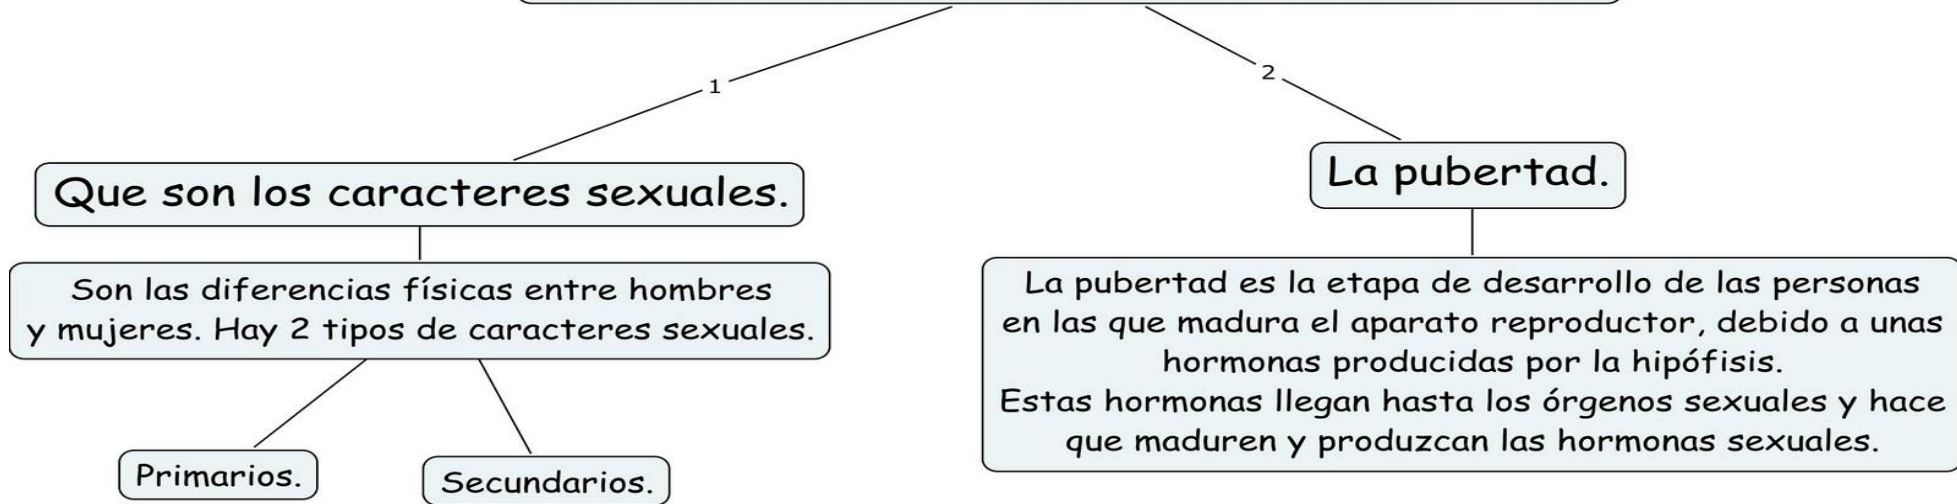 1
2
Que son los caracteres sexuales.
La pubertad.
Son las diferencias físicas entre hombres
y mujeres. Hay 2 tipos de caracteres sexuales.
La pubertad es la etapa de desarrollo de las personas
en las que madura el aparato reproductor, debido a unas
hormonas producidas por la hipófisis.
Estas hormonas llegan hasta los órgenos sexuales y hace
que maduren y produzcan las hormonas sexuales.
Primarios.
Secundarios.